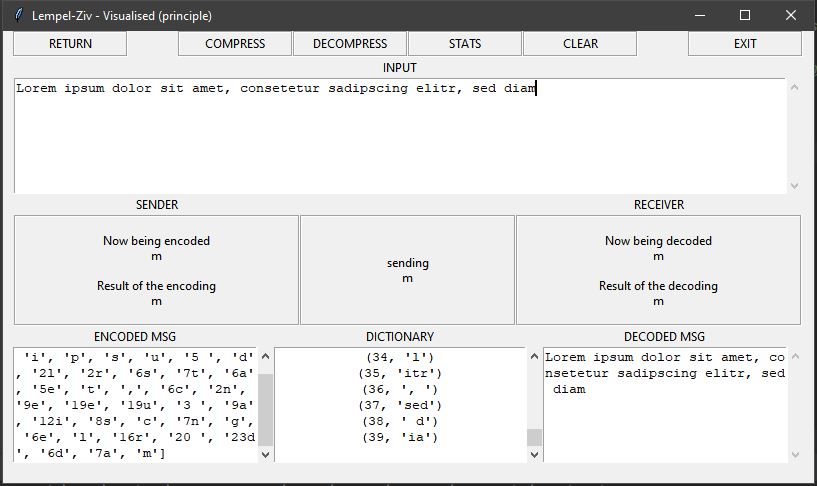 Lempel-Ziv - Visualised (principle)
RETURN COMPRESS DECOMPRESS STATS CLEAR EXIT
INPUT
Lorem ipsum dolor sit amet, consetetur sadipscing elitr, sed diam
SENDER RECEIVER
Now being encoded
m
Result of the encoding
m
sending
m
Now being decoded
m
Result of the decoding
m
ENCODED MSG DICTIONARY DECODED MSG
'i', 'p', 's', 'u', '5 ', 'd'
, '2l', '2r', '6s', '7t', '6a'
, '5e', 't', ',', '6c', '2n',
'9e', '19e', '19u', '3 ', '9a'
, '12i', '8s', 'c', '7n', 'g',
'6e', 'l', '16r', '20 ', '23d
', '6d', '7a', 'm']
(34, 'l')
(35, 'itr')
(36, ', ')
(37, 'sed')
(38, ' d')
(39, 'ia')
Lorem ipsum dolor sit amet, co
nsetetur sadipscing elitr, sed
diam